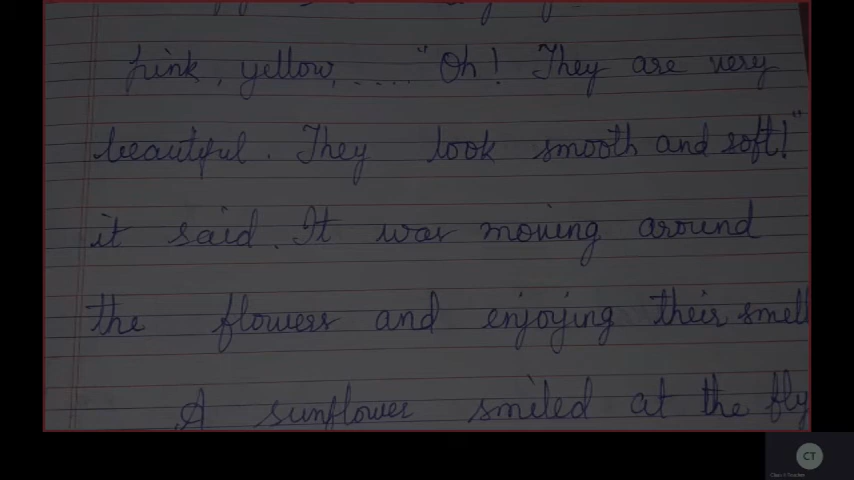 pink, yellow, .... "Oh! They are very
beautiful. They look smooth and soft!"
it said. It was moving around
the flowers and enjoying their smell
A sunflower smiled at the fly
CT